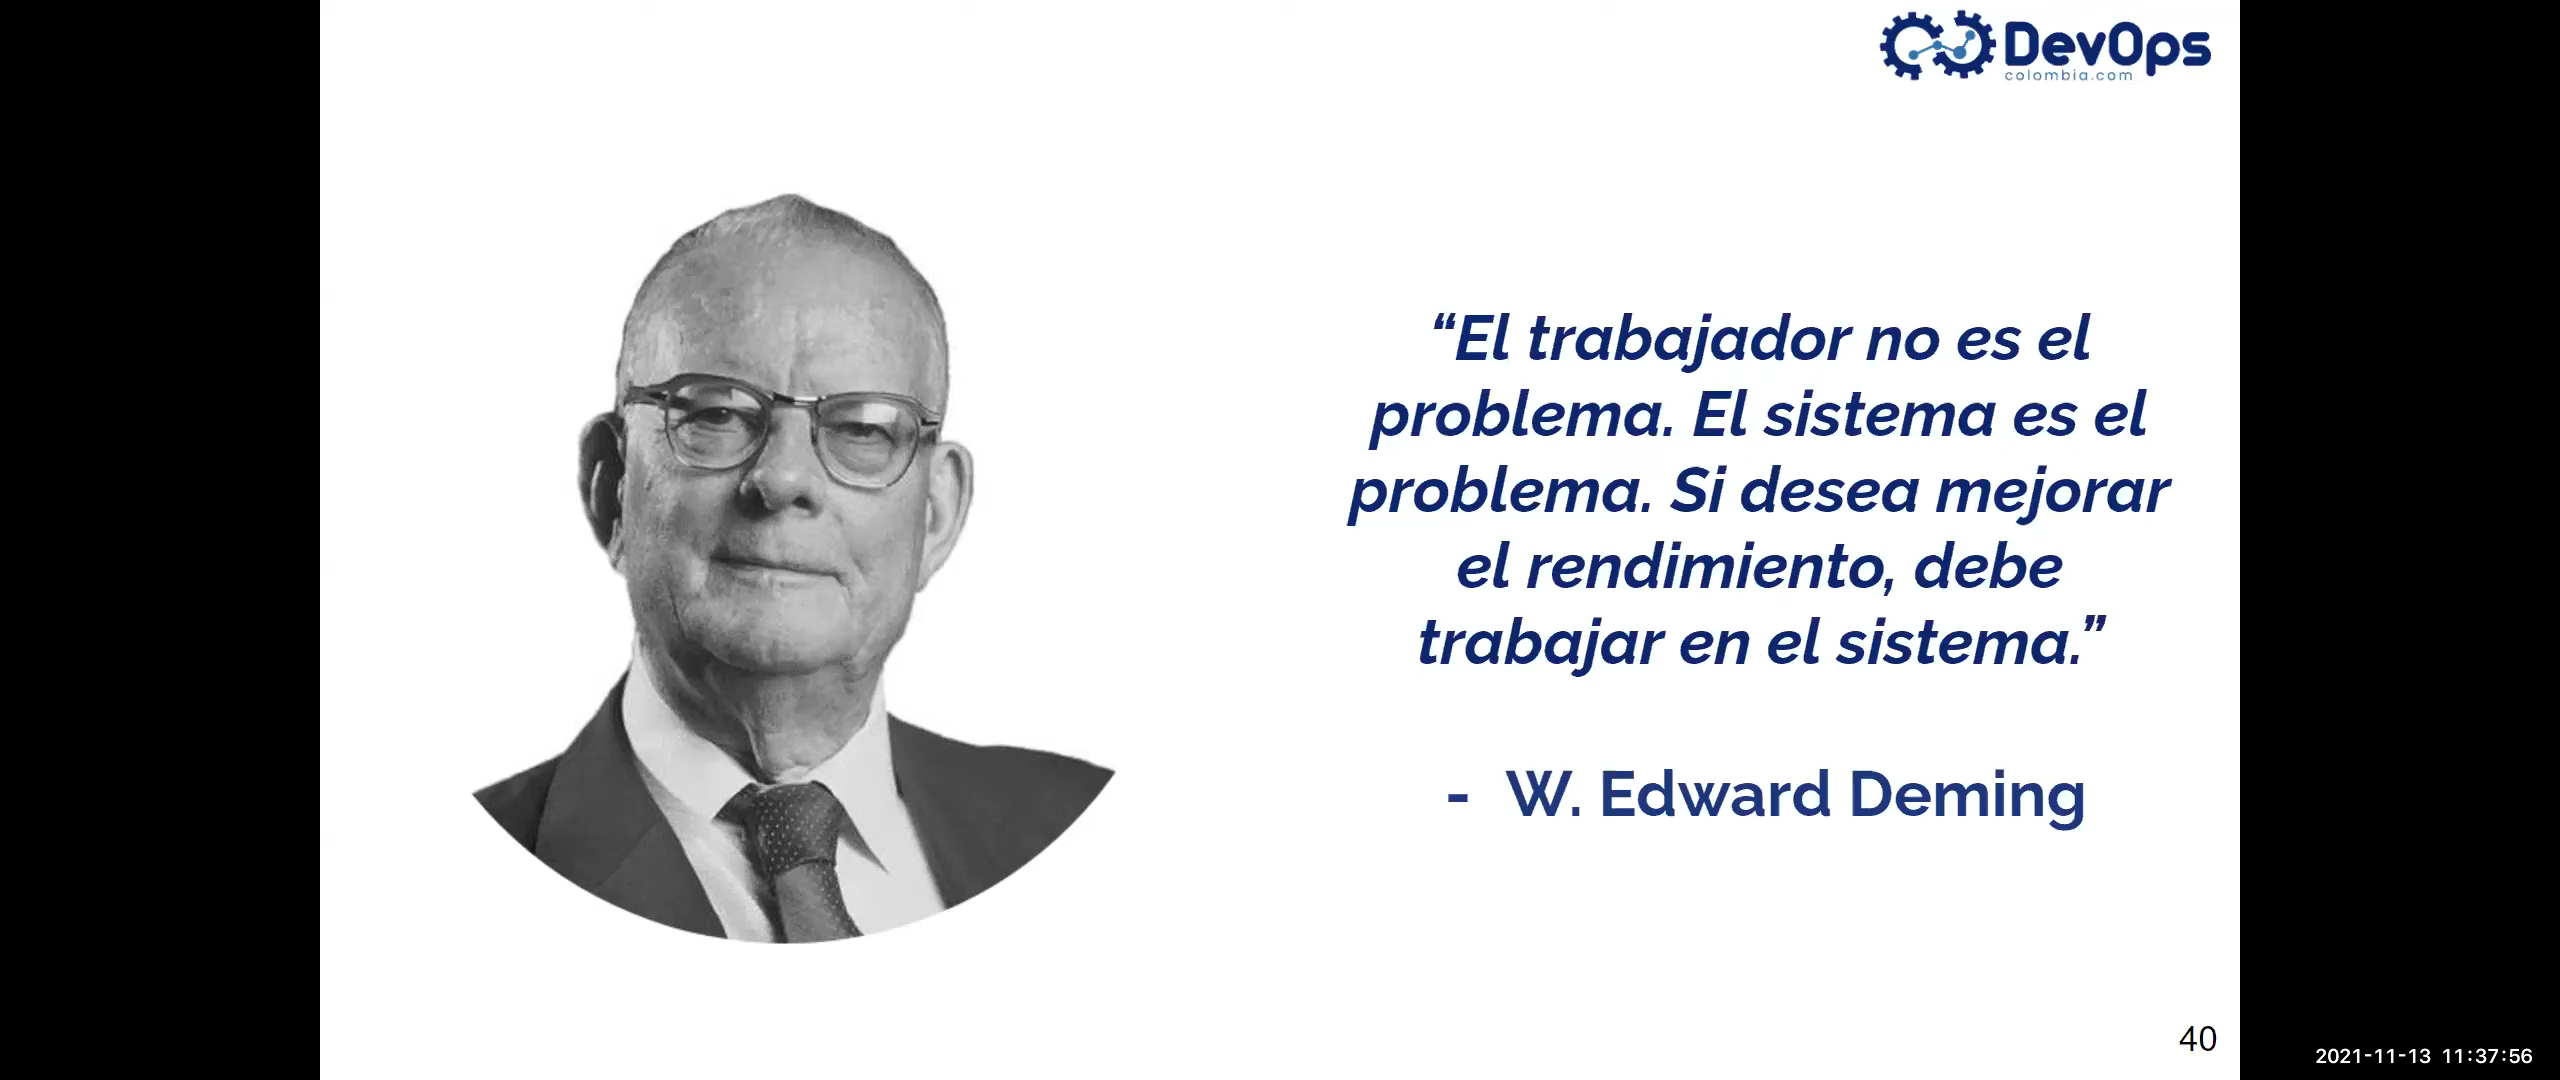 DevOps
colombia.com
“El trabajador no es el
problema. El sistema es el
problema. Si desea mejorar
el rendimiento, debe
trabajar en el sistema.”
- W. Edward Deming
40
2021-11-13 11:37:56